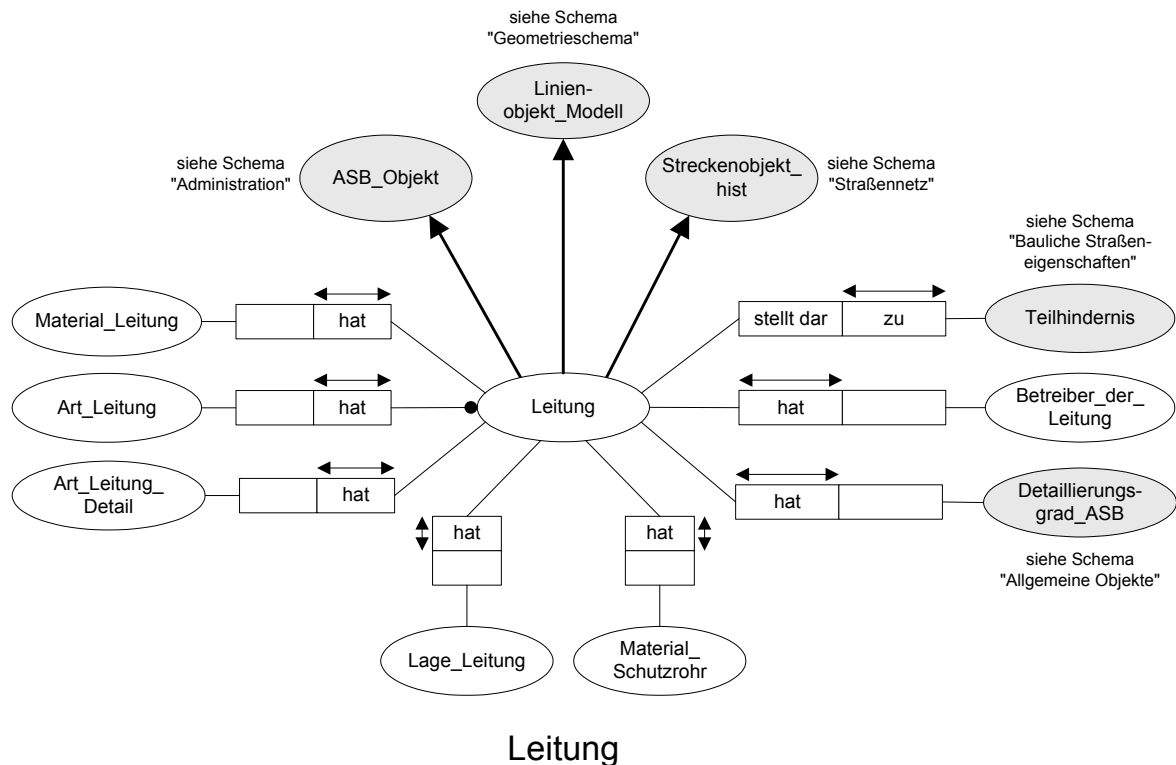 siehe Schema
"Geometrieschema"
Linien-
objekt_Modell
siehe Schema
"Administration"
ASB_Objekt
Streckenobjekt_
hist
siehe Schema
"Straßennetz"
siehe Schema
"Bauliche Straßen-
eigenschaften"
Material_Leitung
hat
stellt dar
zu
Teilhindernis
Art_Leitung
hat
Leitung
hat
Betreiber_der_
Leitung
Art_Leitung_
Detail
hat
hat
Detaillierungs-
grad_ASB
hat
hat
siehe Schema
"Allgemeine Objekte"
Lage_Leitung
Material_
Schutzrohr
Leitung